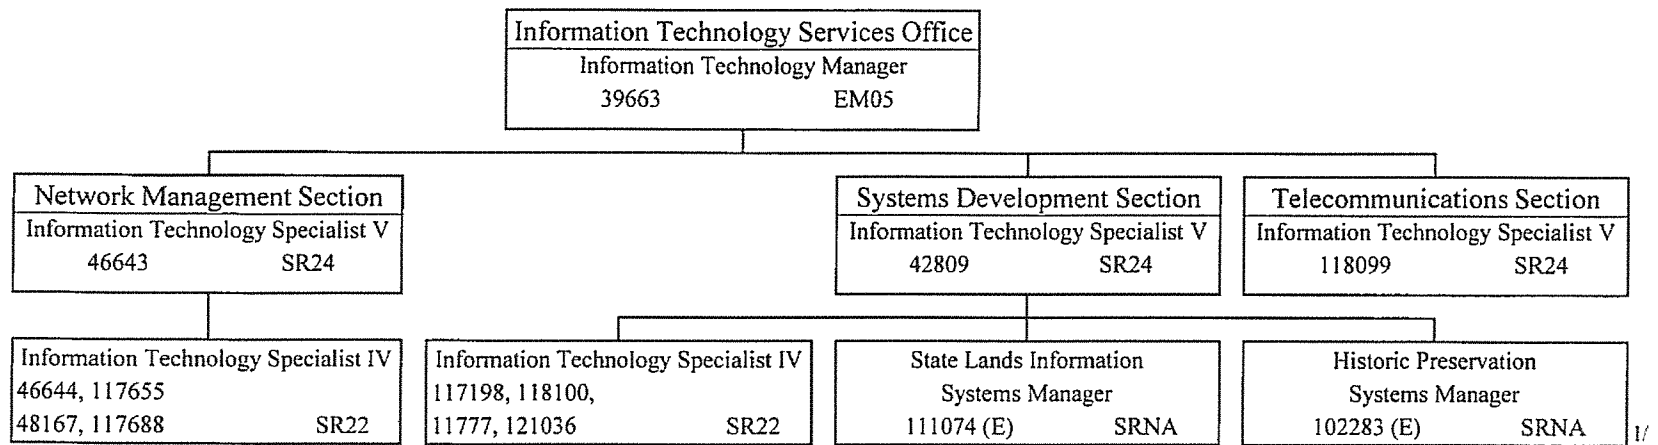 Information Technology Services Office
Information Technology Manager
39663 EM05
Network Management Section
Information Technology Specialist V
46643 SR24
Systems Development Section
Information Technology Specialist V
42809 SR24
Telecommunications Section
Information Technology Specialist V
118099 SR24
Information Technology Specialist IV
46644, 117655
48167, 117688 SR22
Information Technology Specialist IV
117198, 118100,
11777, 121036 SR22
State Lands Information
Systems Manager
111074 (E) SRNA
Historic Preservation
Systems Manager
102283 (E) SRNA
1/